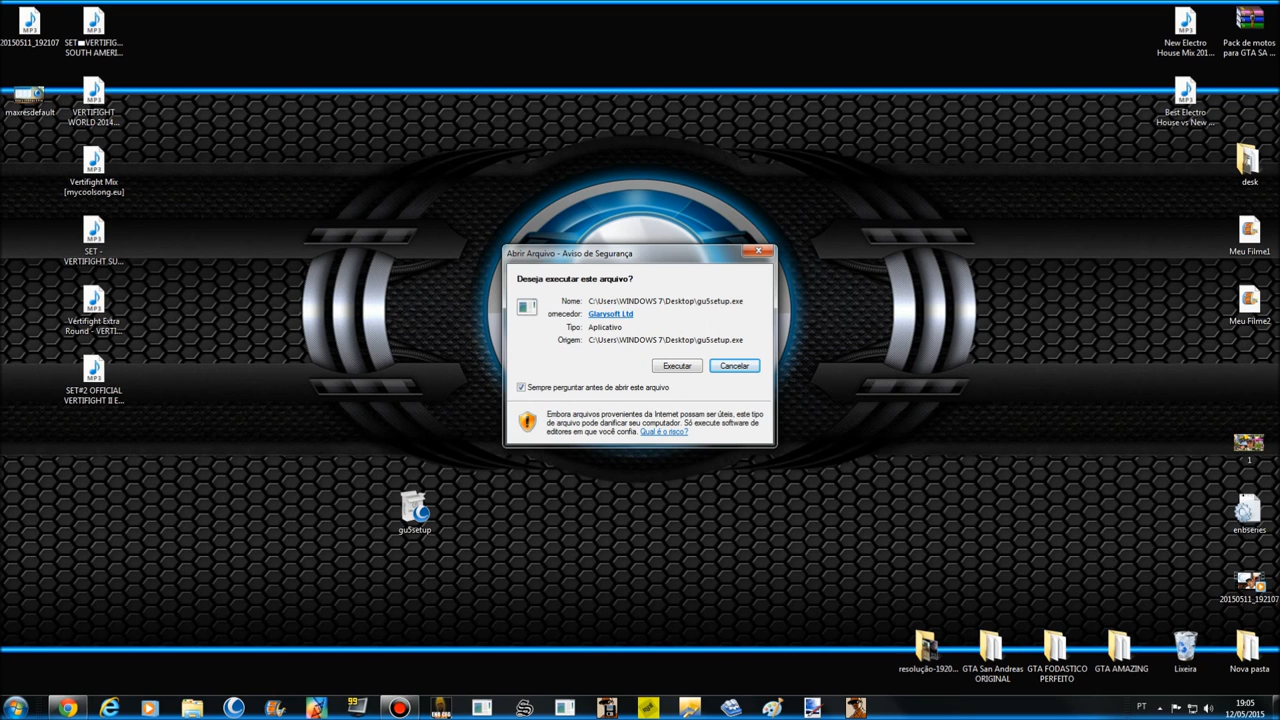 20150511_192107
SET■VERTIFIG...
SOUTH AMERI...
New Electro
House Mix 201...
Pack de motos
para GTA SA ...
maxresdefault
VERTIFIGHT
WORLD 2014...
Best Electro
House vs New ...
Vertifight Mix
[mycoolsong.eu]
desk
SET -
VERTIFIGHT SU...
Meu Filme1
Vertifight Extra
Round - VERTI...
Meu Filme2
SET#2 OFFICIAL
VERTIFIGHT II E...
Abrir Arquivo - Aviso de Segurança
Deseja executar este arquivo?
Nome: C:\Users\WINDOWS 7\Desktop\gu5setup.exe
ornecedor: Glarysoft Ltd
Tipo: Aplicativo
Origem: C:\Users\WINDOWS 7\Desktop\gu5setup.exe
Executar
Cancelar
Sempre perguntar antes de abrir este arquivo
Embora arquivos provenientes da Internet possam ser úteis, este tipo
de arquivo pode danificar seu computador. Só execute software de
editores em que você confia. Qual é o risco?
1
gu5setup
enbseries
20150511_192107
resolução-1920...
GTA San Andreas
ORIGINAL
GTA FODASTICO
PERFEITO
GTA AMAZING
Lixeira
Nova pasta
99
PT
19:05
12/05/2015